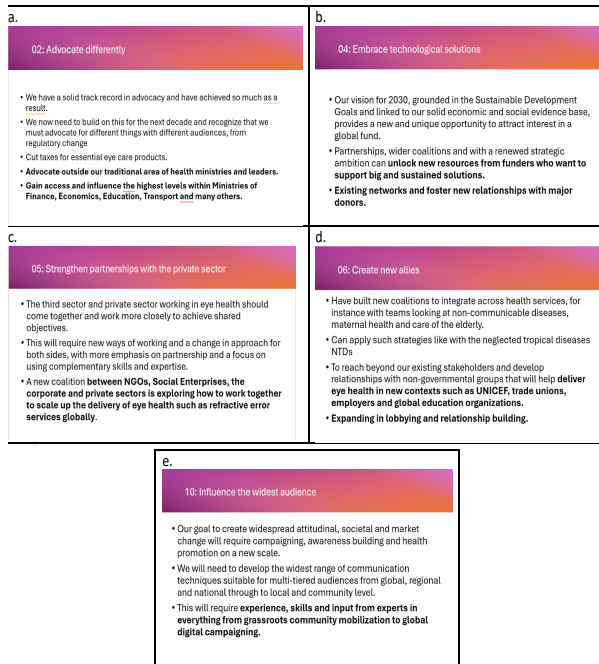 a.
02: Advocate differently
• We have a solid track record in advocacy and have achieved so much as a
result.
• We now need to build on this for the next decade and recognize that we
must advocate for different things with different audiences, from
regulatory change
• Cut taxes for essential eye care products.
• Advocate outside our traditional area of health ministries and leaders.
• Gain access and influence the highest levels within Ministries of
Finance, Economics, Education, Transport and many others.
b.
04: Embrace technological solutions
• Our vision for 2030, grounded in the Sustainable Development
Goals and linked to our solid economic and social evidence base,
provides a new and unique opportunity to attract interest in a
global fund.
• Partnerships, wider coalitions and with a renewed strategic
ambition can unlock new resources from funders who want to
support big and sustained solutions.
• Existing networks and foster new relationships with major
donors.
c.
05: Strengthen partnerships with the private sector
• The third sector and private sector working in eye health should
come together and work more closely to achieve shared
objectives.
• This will require new ways of working and a change in approach for
both sides, with more emphasis on partnership and a focus on
using complementary skills and expertise.
• A new coalition between NGOs, Social Enterprises, the
corporate and private sectors is exploring how to work together
to scale up the delivery of eye health such as refractive error
services globally.
d.
06: Create new allies
• Have built new coalitions to integrate across health services, for
instance with teams looking at non-communicable diseases,
maternal health and care of the elderly.
• Can apply such strategies like with the neglected tropical diseases
NTDs
• To reach beyond our existing stakeholders and develop
relationships with non-governmental groups that will help deliver
eye health in new contexts such as UNICEF, trade unions,
employers and global education organizations.
• Expanding in lobbying and relationship building.
e.
10: Influence the widest audience
• Our goal to create widespread attitudinal, societal and market
change will require campaigning, awareness building and health
promotion on a new scale.
• We will need to develop the widest range of communication
techniques suitable for multi-tiered audiences from global, regional
and national through to local and community level.
• This will require experience, skills and input from experts in
everything from grassroots community mobilization to global
digital campaigning.